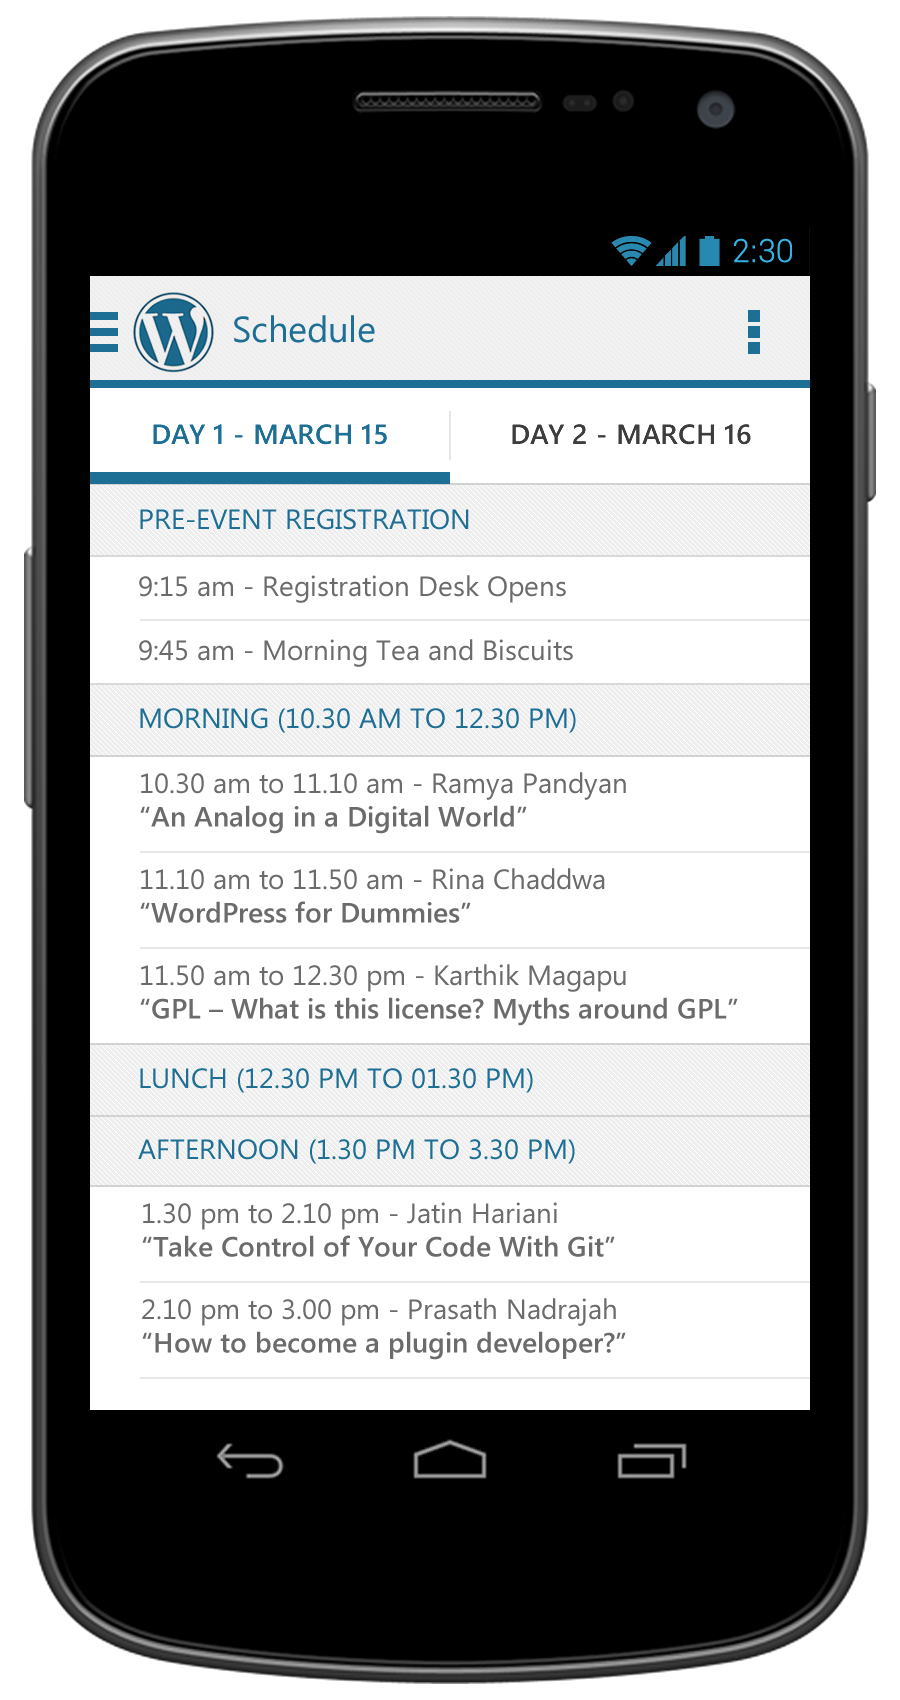 2:30
Schedule
DAY 1 - MARCH 15
DAY 2 - MARCH 16
PRE-EVENT REGISTRATION
9:15 am - Registration Desk Opens
9:45 am - Morning Tea and Biscuits
MORNING (10.30 AM TO 12.30 PM)
10.30 am to 11.10 am - Ramya Pandyan
“An Analog in a Digital World”
11.10 am to 11.50 am - Rina Chaddwa
“WordPress for Dummies”
11.50 am to 12.30 pm - Karthik Magapu
“GPL – What is this license? Myths around GPL”
LUNCH (12.30 PM TO 01.30 PM)
AFTERNOON (1.30 PM TO 3.30 PM)
1.30 pm to 2.10 pm - Jatin Hariani
“Take Control of Your Code With Git”
2.10 pm to 3.00 pm - Prasath Nadrajah
“How to become a plugin developer?”